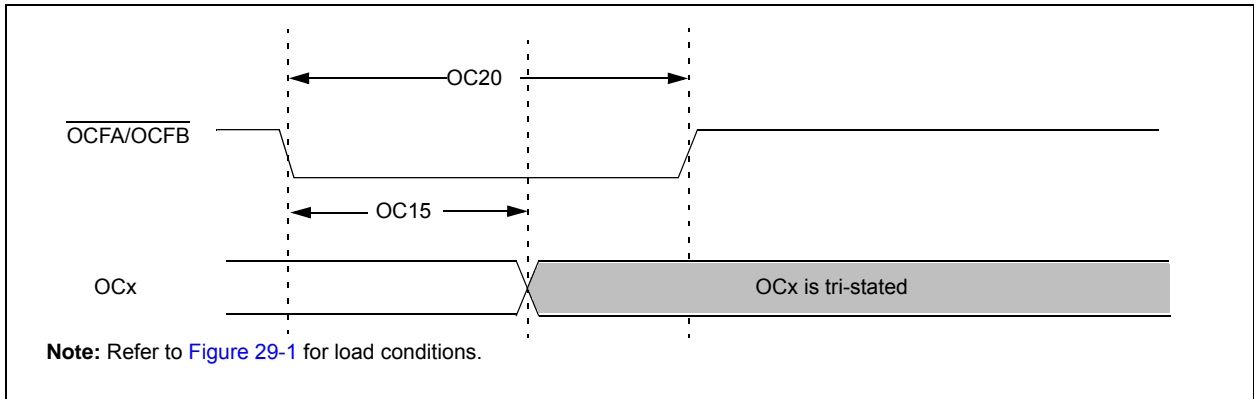 OC20
OCFA/OCFB
OC15
OCx
OCx is tri-stated
Note: Refer to Figure 29-1 for load conditions.